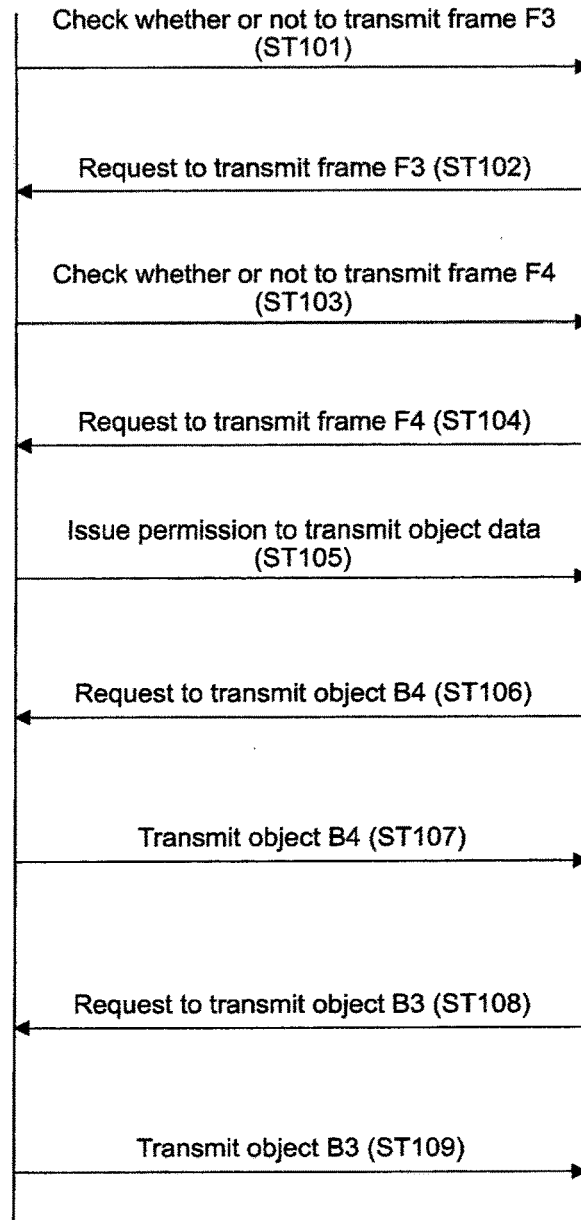 Check whether or not to transmit frame F3
(ST101)
Request to transmit frame F3 (ST102)
Check whether or not to transmit frame F4
(ST103)
Request to transmit frame F4 (ST104)
Issue permission to transmit object data
(ST105)
Request to transmit object B4 (ST106)
Transmit object B4 (ST107)
Request to transmit object B3 (ST108)
Transmit object B3 (ST109)